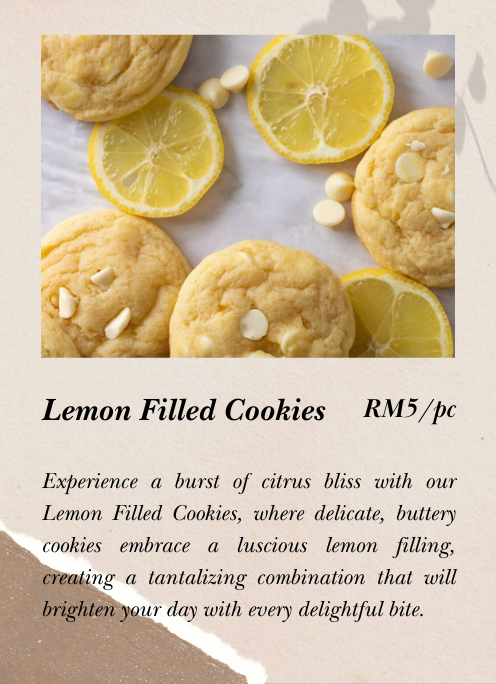 Lemon Filled Cookies RM5/pc
Experience a burst of citrus bliss with our
Lemon Filled Cookies, where delicate, buttery
cookies embrace a luscious lemon filling,
creating a tantalizing combination that will
brighten your day with every delightful bite.